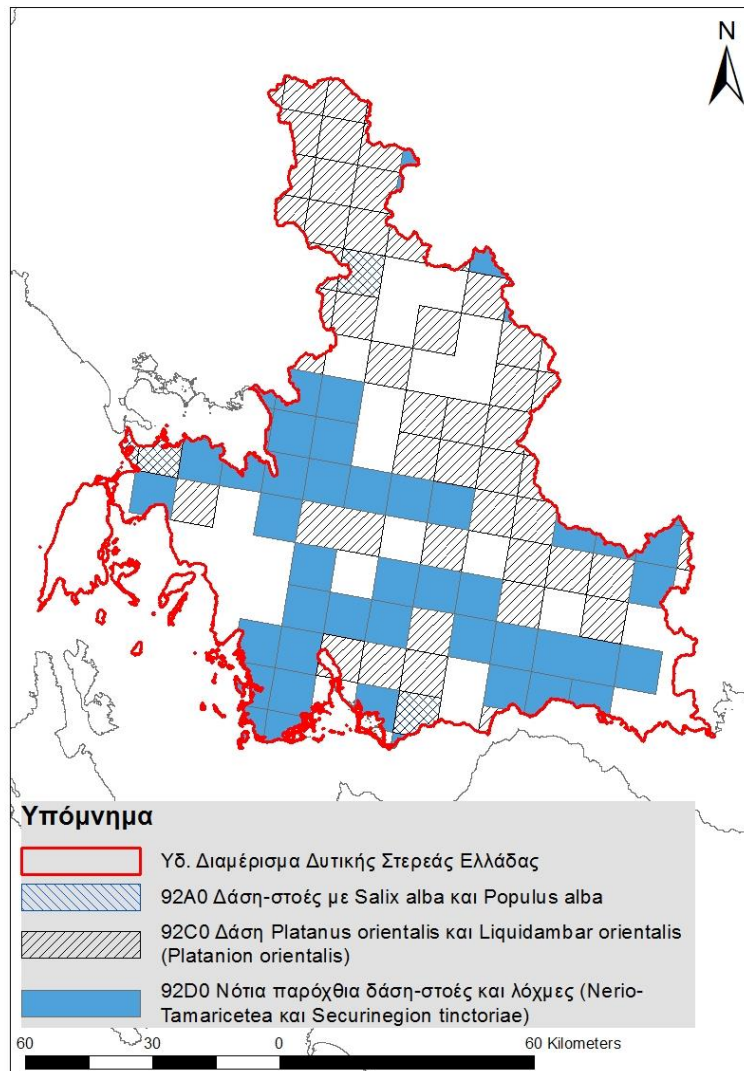 N
Υπόμνημα
Υδ. Διαμέρισμα Δυτικής Στερεάς Ελλάδας
92A0 Δάση-στοές με Salix alba και Populus alba
92C0 Δάση Platanus orientalis και Liquidambar orientalis
(Platanion orientalis)
92D0 Νότια παρόχθια δάση-στοές και λόχμες (Nerio-
Tamaricetea και Securinegion tinctoriae)
60 30 0 60 Kilometers